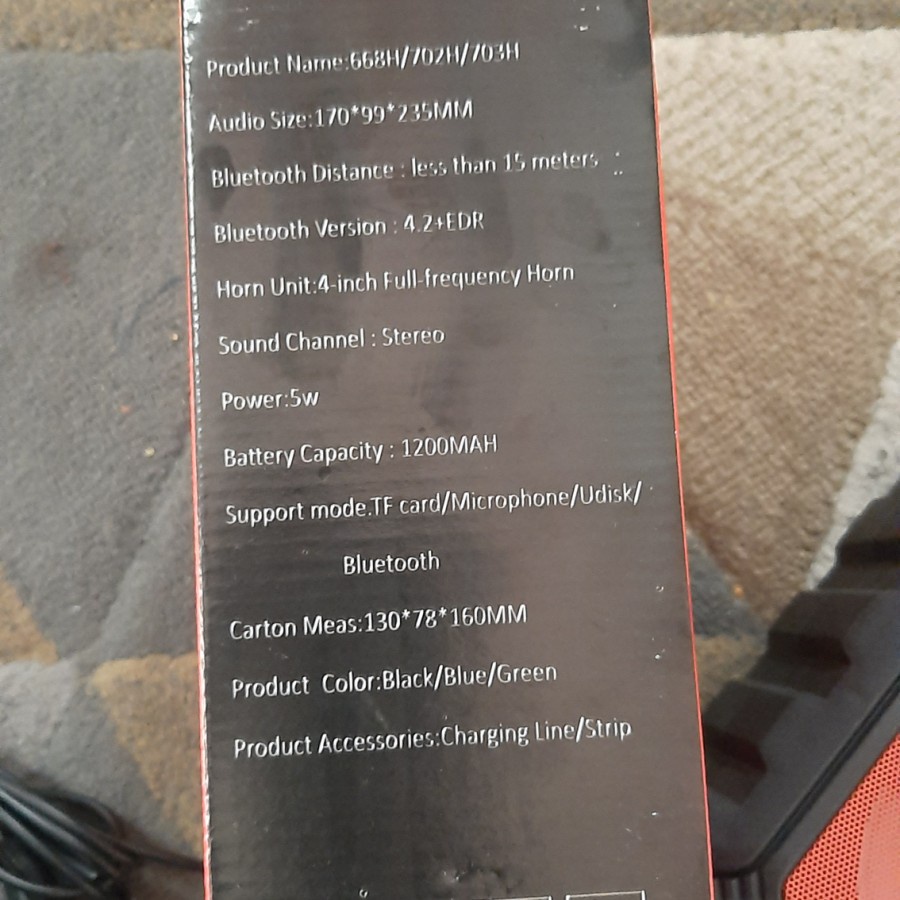 Product Name:668H/702H/703H
Audio Size:170*99*235MM
Bluetooth Distance : less than 15 meters
Bluetooth Version : 4.2+EDR
Horn Unit:4-inch Full-frequency Horn
Sound Channel : Stereo
Power:5w
Battery Capacity : 1200MAH
Support mode.TF card/Microphone/Udisk/
Bluetooth
Carton Meas:130*78*160MM
Product Color:Black/Blue/Green
Product Accessories:Charging Line/Strip